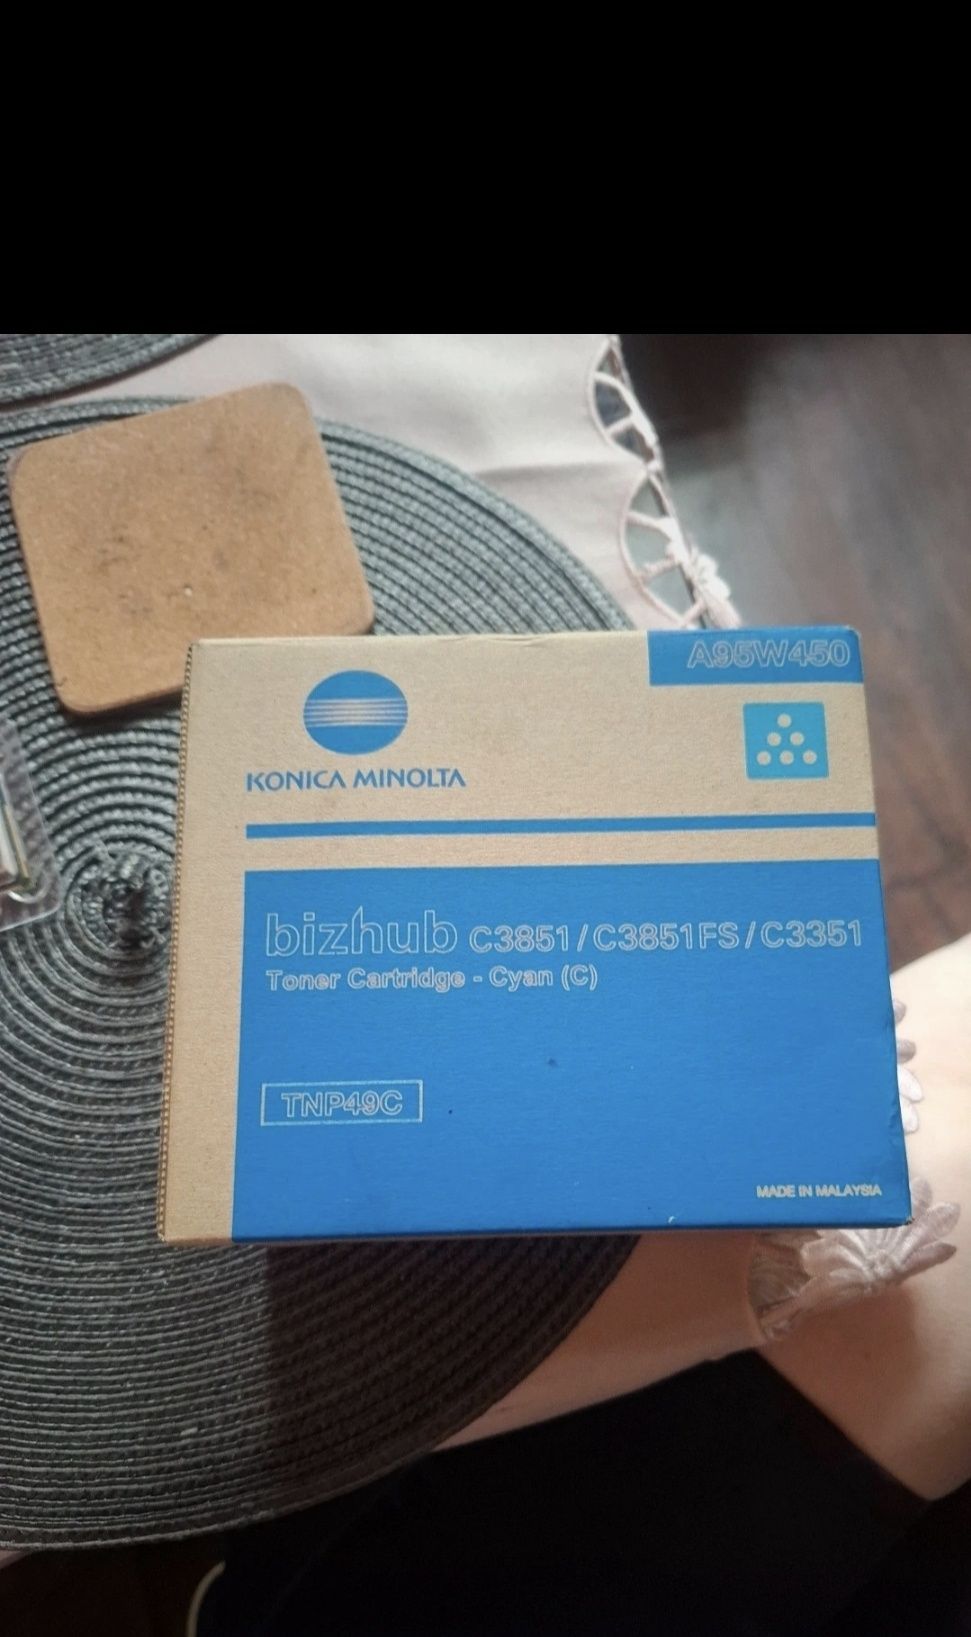 A95W450
KONICA MINOLTA
bizhub C3851/C3851FS/C3351
Toner Cartridge - Cyan (C)
TNP49C
MADE IN MALAYSIA